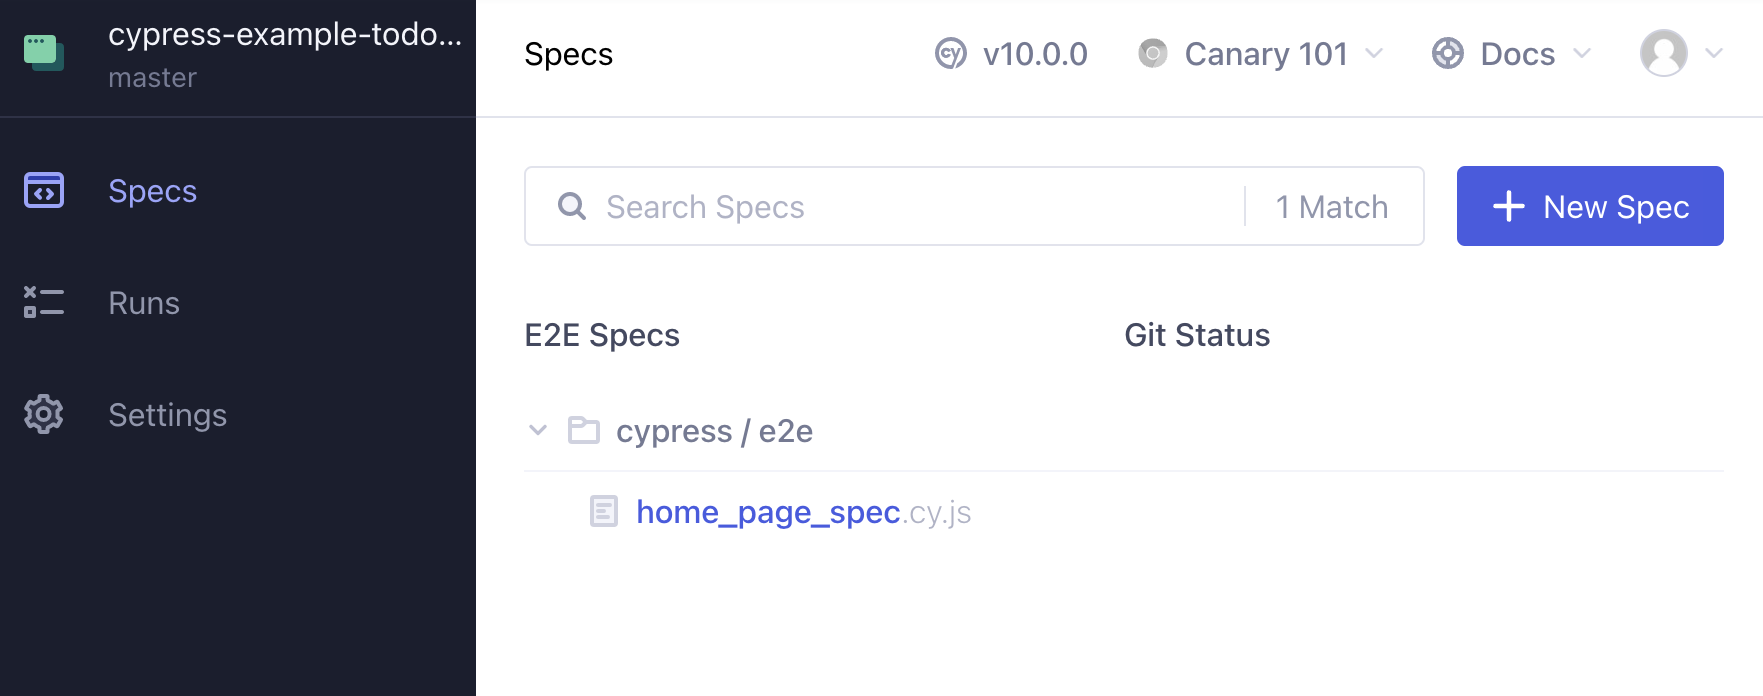 cypress-example-todo...
master
Specs
Runs
Settings
Specs
cy v10.0.0
Canary 101
Docs
Search Specs
1 Match
New Spec
E2E Specs
Git Status
cypress / e2e
home_page_spec.cy.js